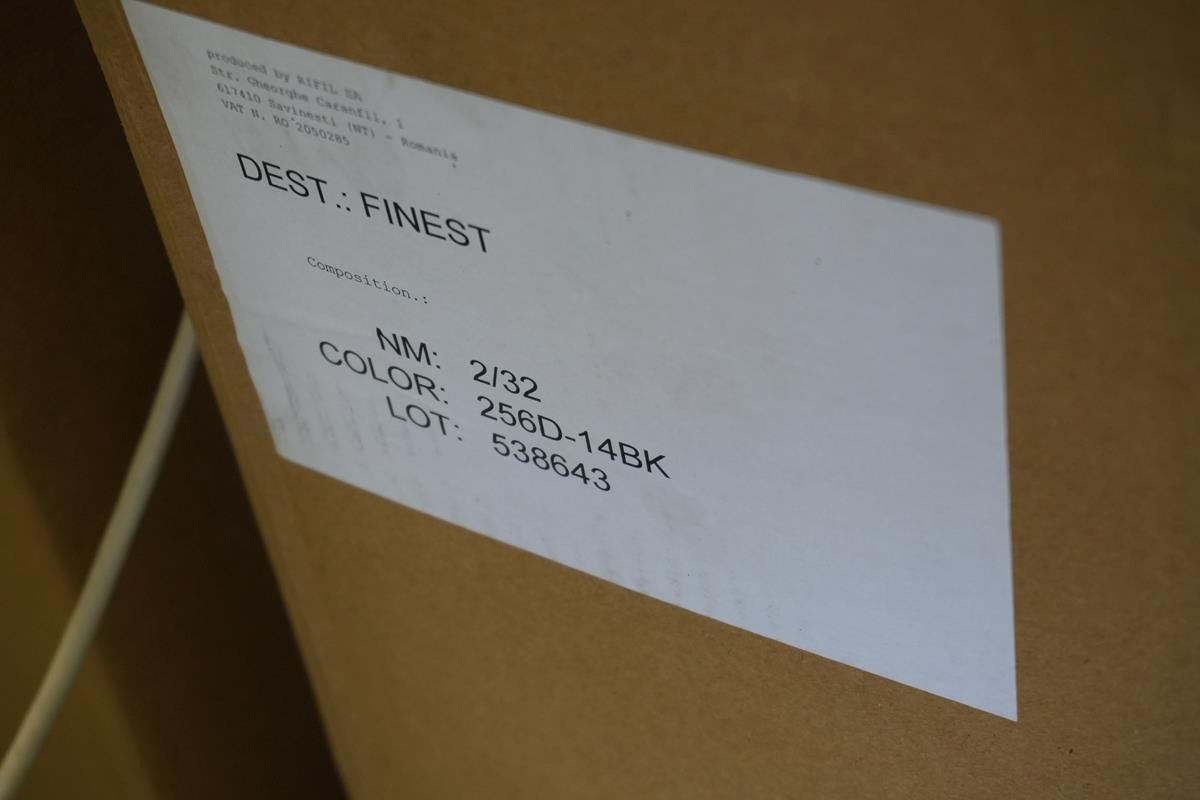 produced by RIFIL SA
Str. Gheorghe Caranfil, 1
617410 Savinesti (NT) - Romania
VAT N. RO 2050285
DEST.: FINEST
Composition.:
NM: 2/32
COLOR: 256D-14BK
LOT: 538643